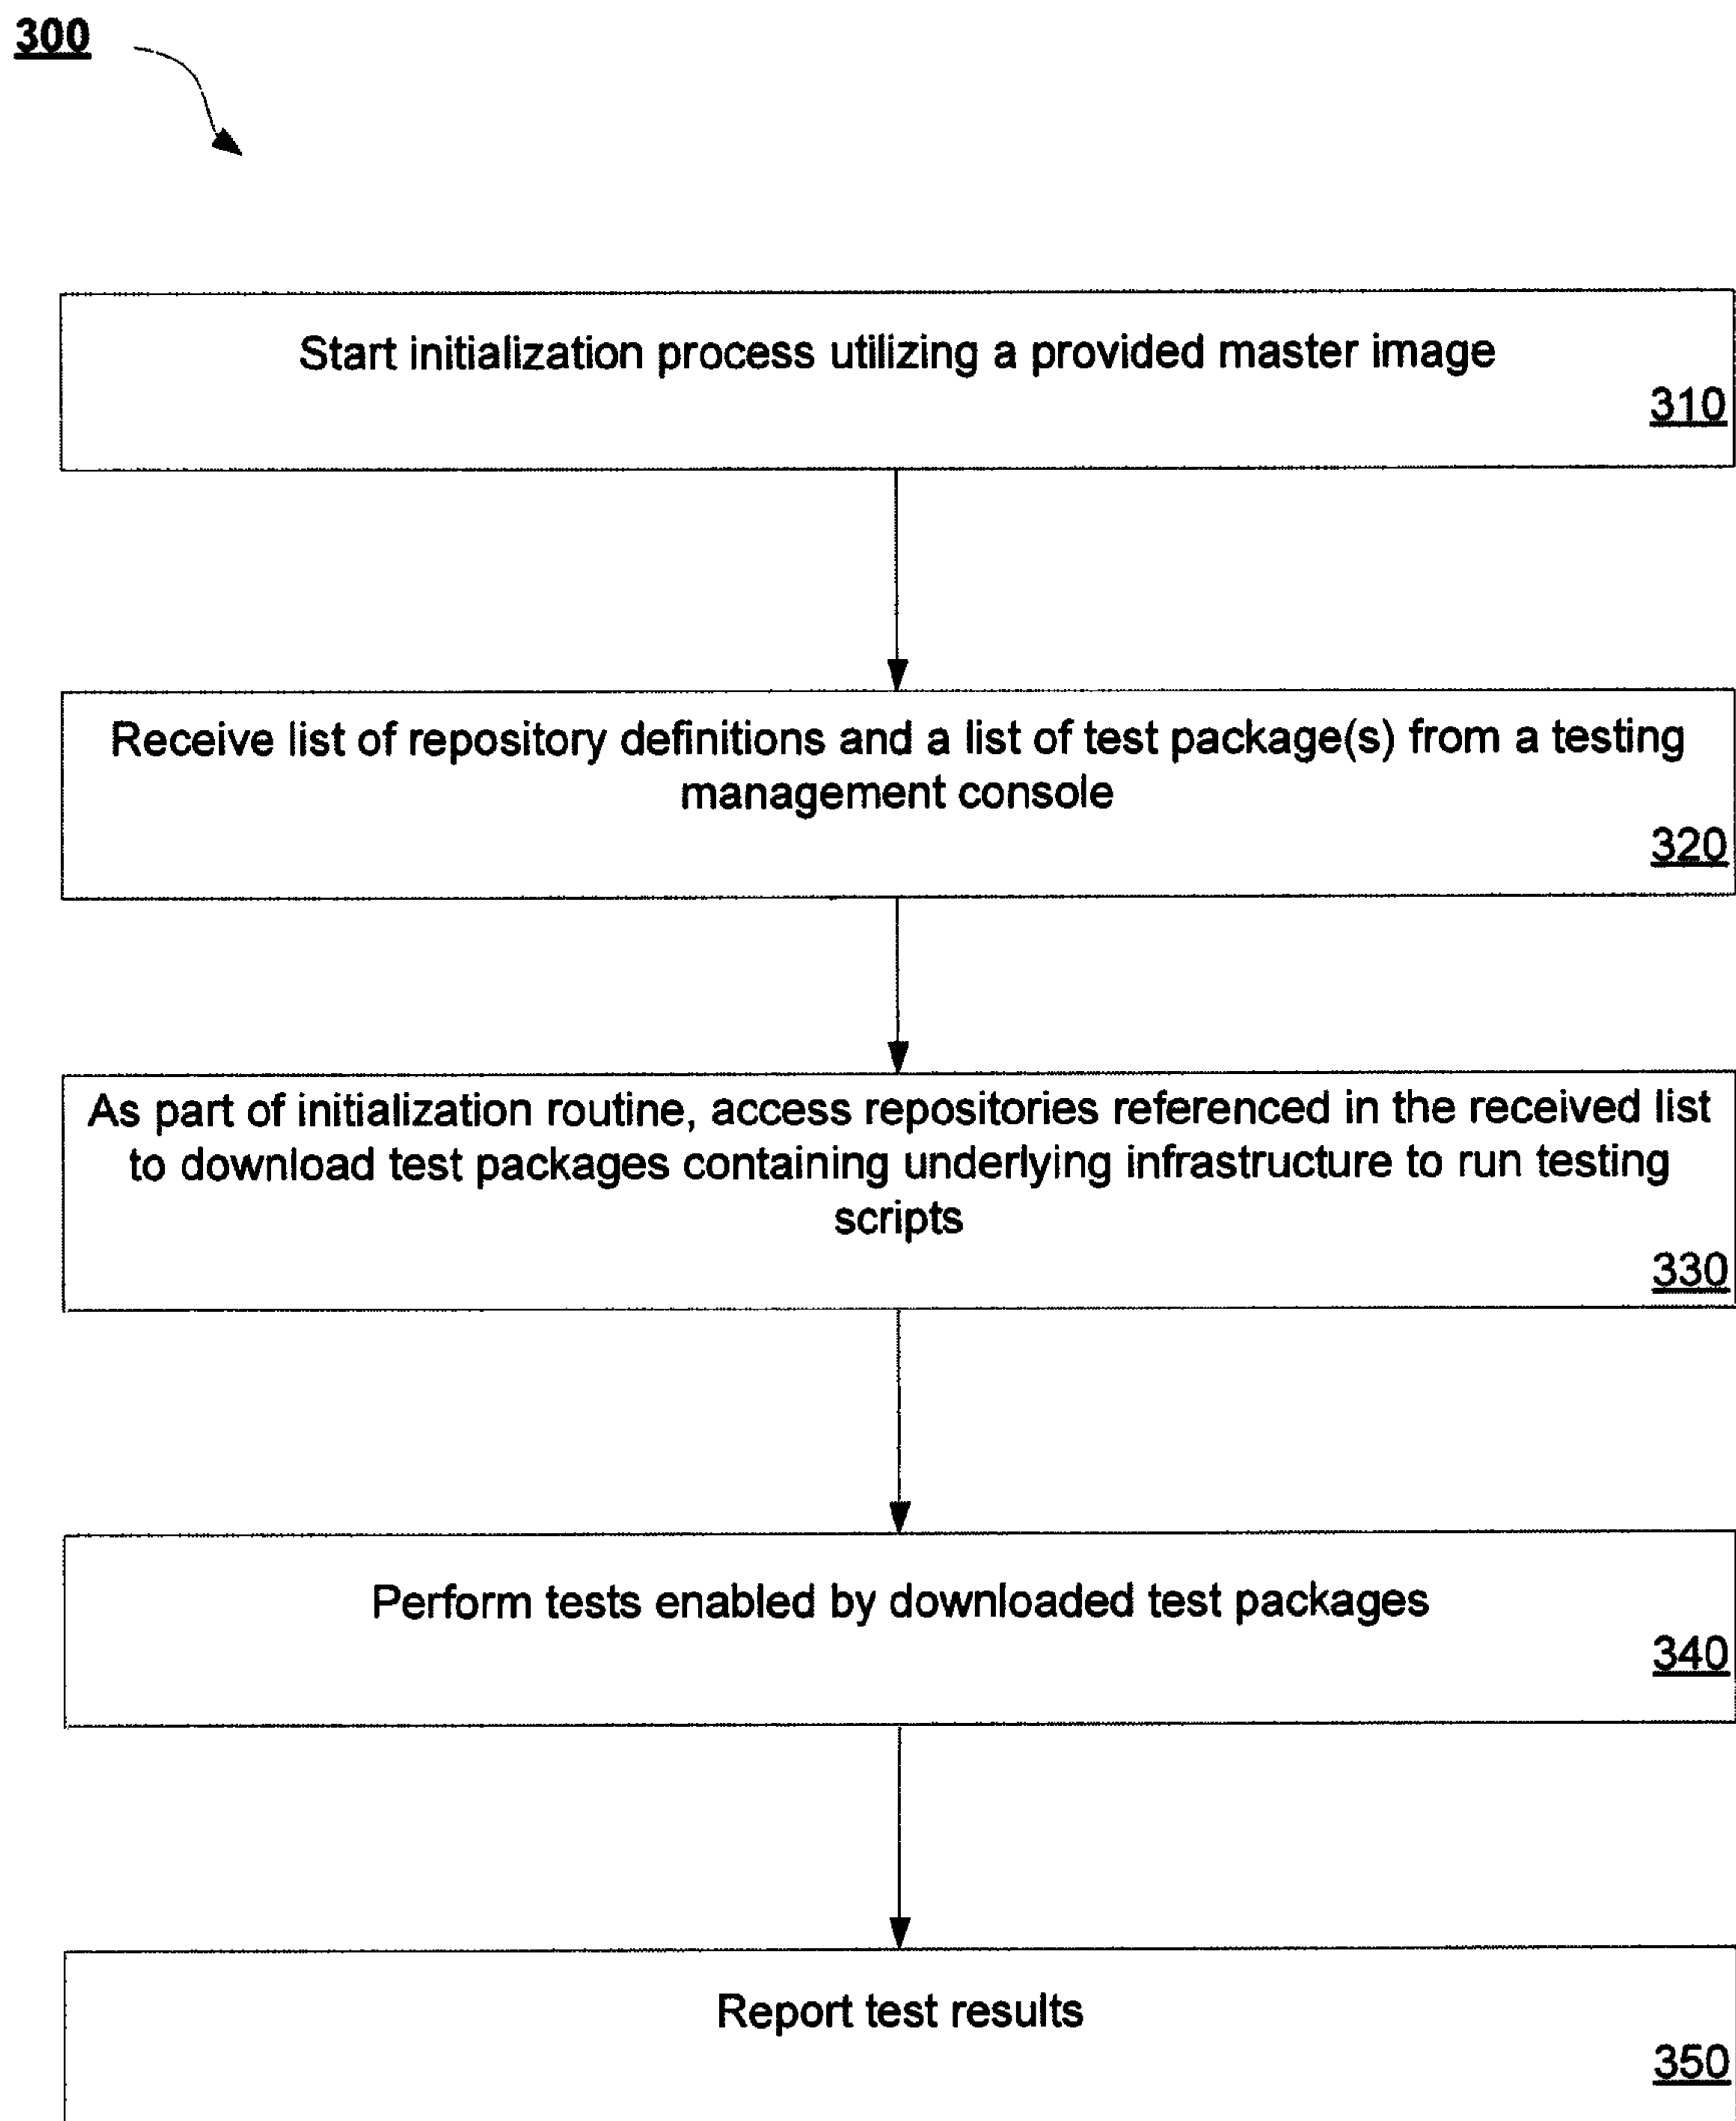 300
Start initialization process utilizing a provided master image
310
Receive list of repository definitions and a list of test package(s) from a testing
management console
320
As part of initialization routine, access repositories referenced in the received list
to download test packages containing underlying infrastructure to run testing
scripts
330
Perform tests enabled by downloaded test packages
340
Report test results
350